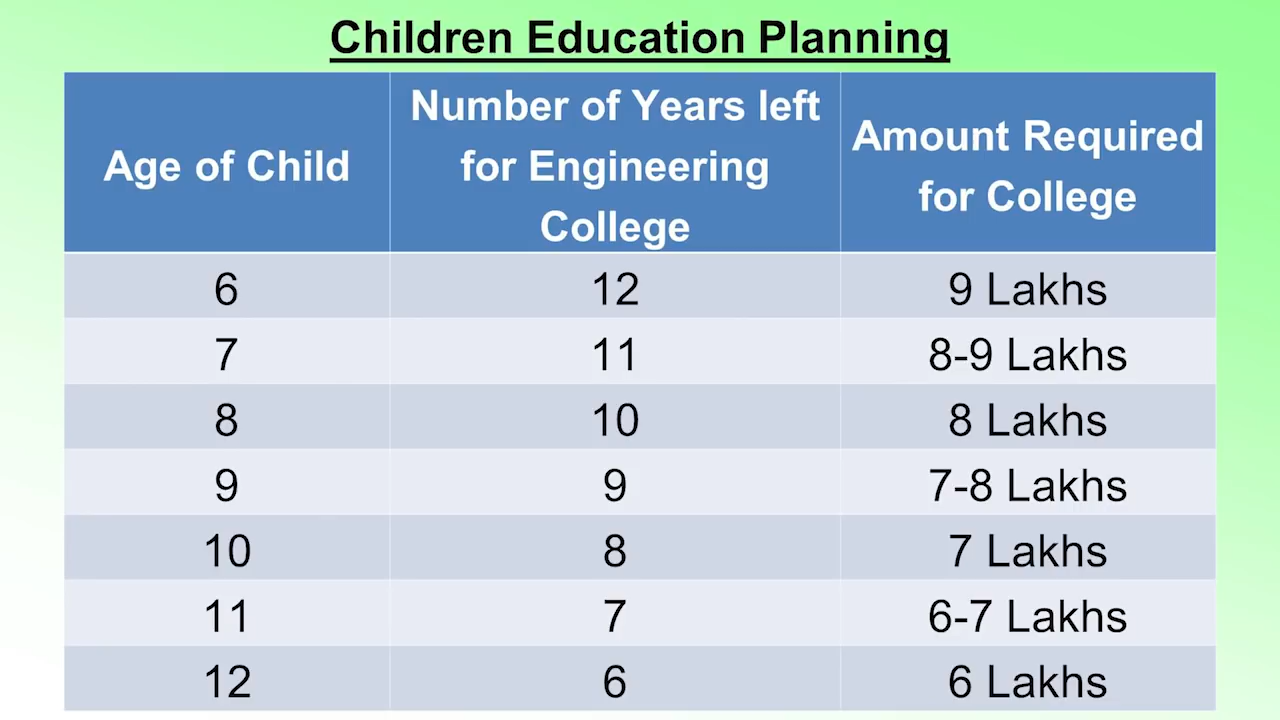 Children Education Planning
Age of Child
Number of Years left
for Engineering
College
Amount Required
for College
6 12 9 Lakhs
7 11 8-9 Lakhs
8 10 8 Lakhs
9 9 7-8 Lakhs
10 8 7 Lakhs
11 7 6-7 Lakhs
12 6 6 Lakhs